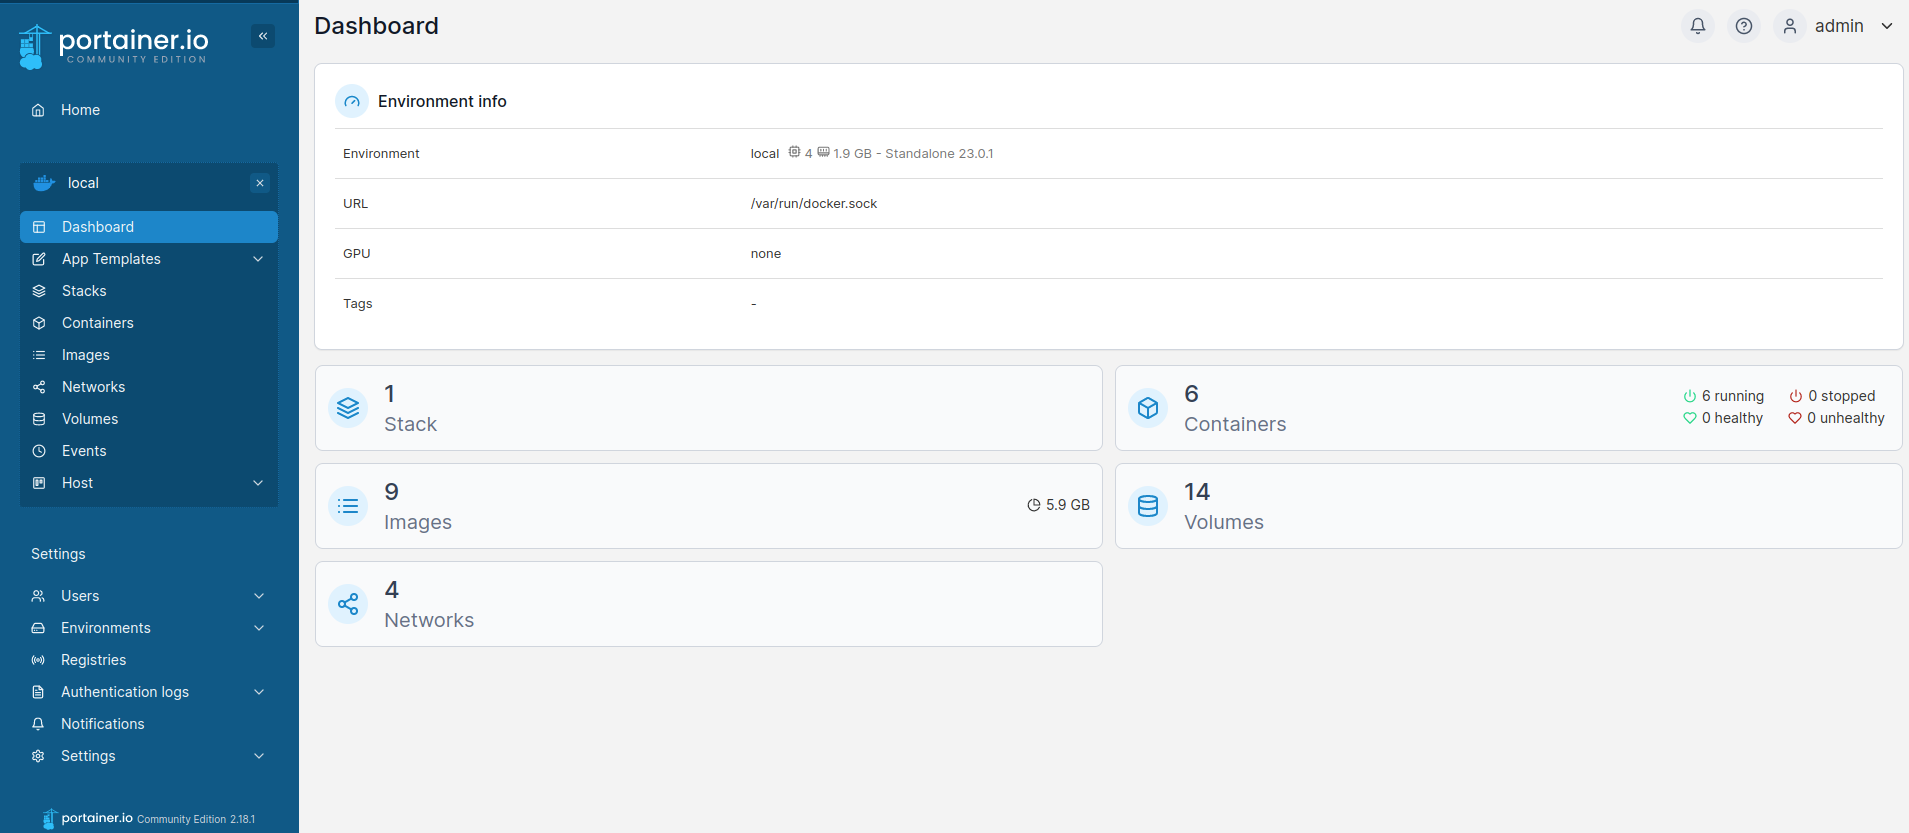 portainer.io
COMMUNITY EDITION
Home
local
Dashboard
App Templates
Stacks
Containers
Images
Networks
Volumes
Events
Host
Settings
Users
Environments
Registries
Authentication logs
Notifications
Settings
portainer.io Community Edition 2.18.1
Dashboard
admin
Environment info
Environment local 4 1.9 GB - Standalone 23.0.1
URL /var/run/docker.sock
GPU none
Tags -
1
Stack
6
Containers
6 running 0 stopped
0 healthy 0 unhealthy
9
Images
5.9 GB
14
Volumes
4
Networks